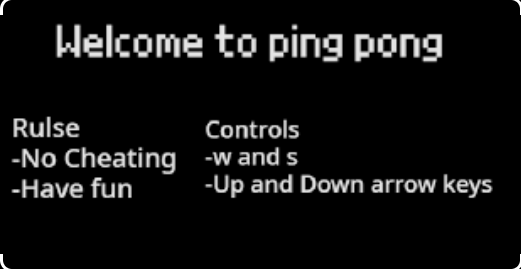 Welcome to ping pong
Rulse
-No Cheating
-Have fun
Controls
-w and s
-Up and Down arrow keys